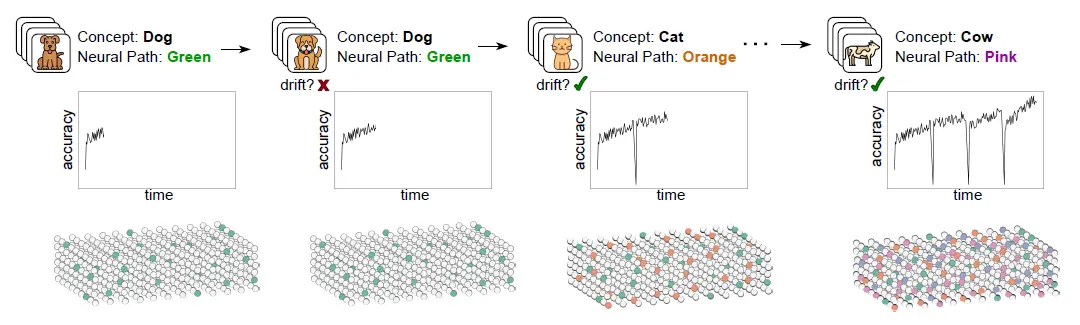 Concept: Dog
Neural Path: Green
Concept: Dog
Neural Path: Green
Concept: Cat
Neural Path: Orange
...
Concept: Cow
Neural Path: Pink
drift? ✘
drift? ✔
drift? ✔
accuracy
time
accuracy
time
accuracy
time
accuracy
time